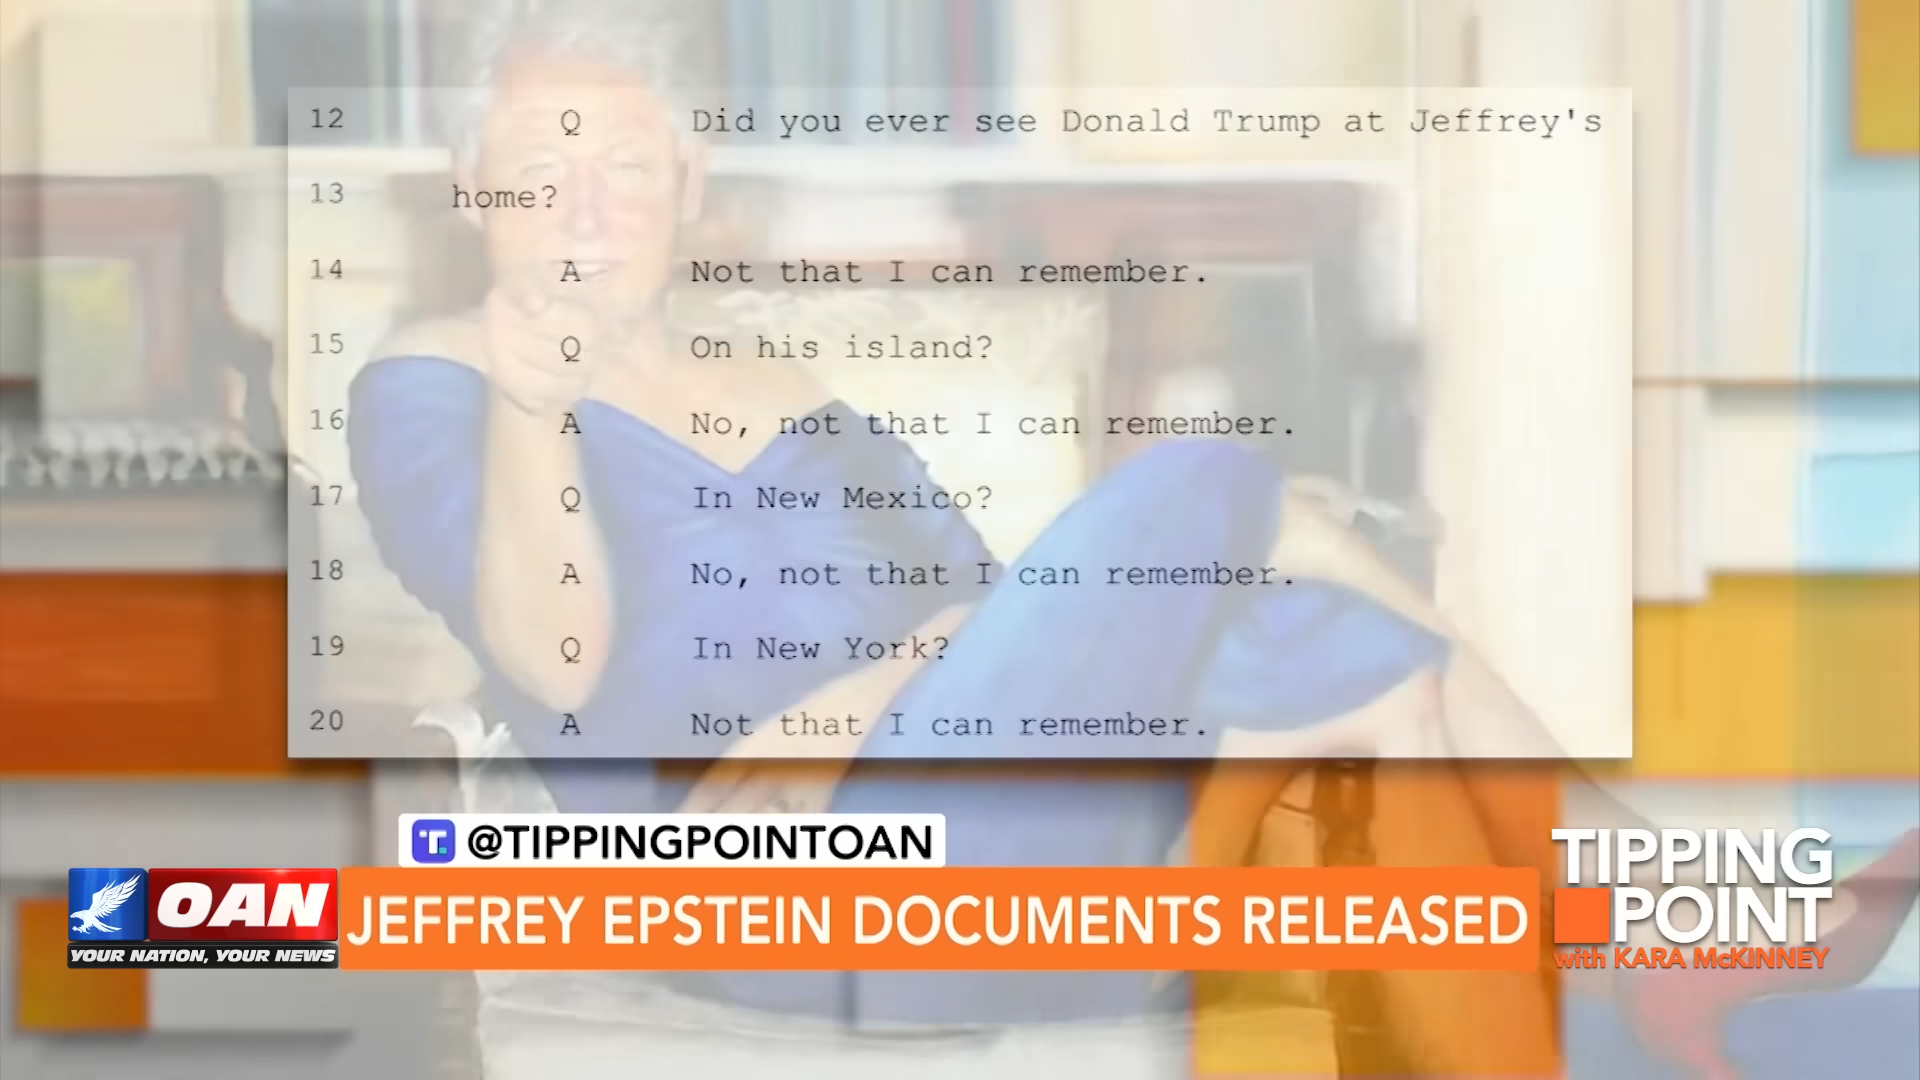 12 Q Did you ever see Donald Trump at Jeffrey's
13 home?
14 A Not that I can remember.
15 Q On his island?
16 A No, not that I can remember.
17 Q In New Mexico?
18 A No, not that I can remember.
19 Q In New York?
20 A Not that I can remember.
T. @TIPPINGPOINTOAN
OAN
YOUR NATION, YOUR NEWS
JEFFREY EPSTEIN DOCUMENTS RELEASED
TIPPING
POINT
with KARA McKINNEY